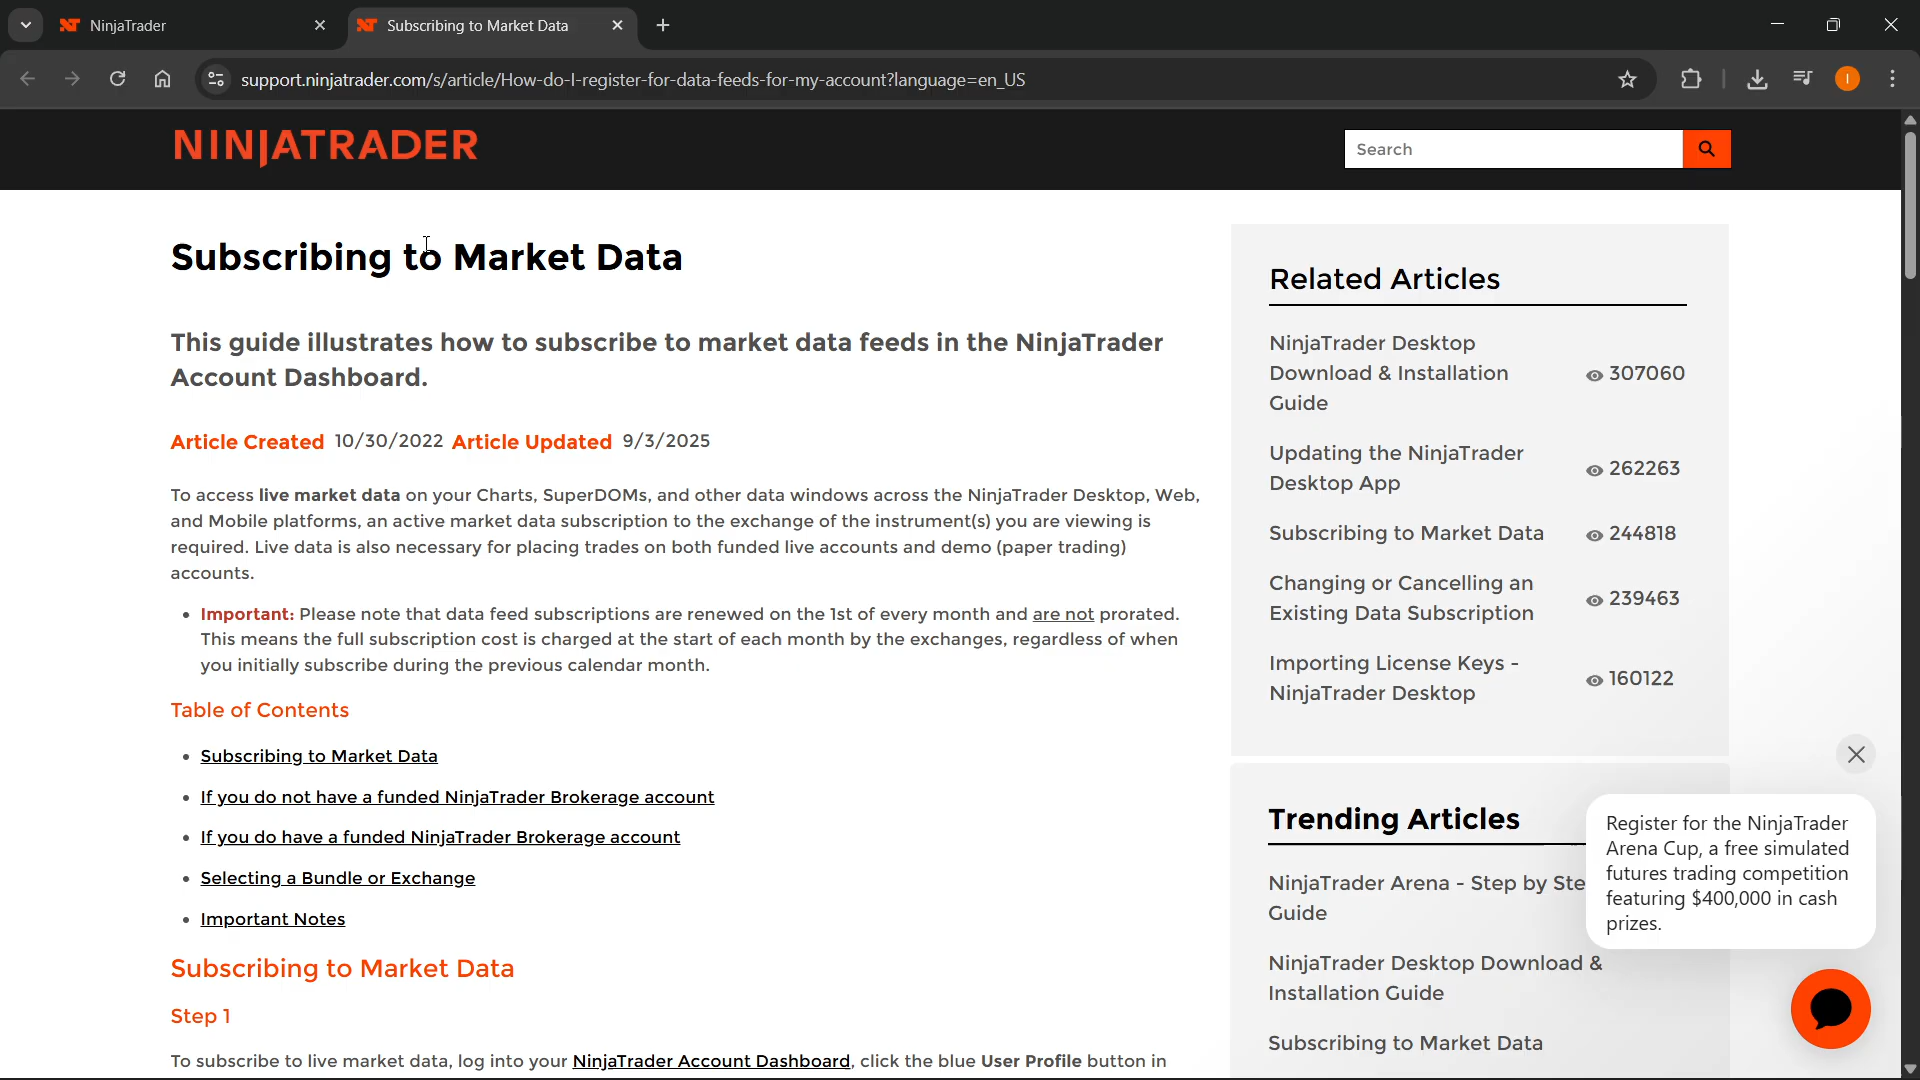 NinjaTrader
Subscribing to Market Data
support.ninjatrader.com/s/article/How-do-I-register-for-data-feeds-for-my-account?language=en_US
I
NINJATRADER
Search
Subscribing to Market Data
This guide illustrates how to subscribe to market data feeds in the NinjaTrader
Account Dashboard.
Article Created 10/30/2022 Article Updated 9/3/2025
To access live market data on your Charts, SuperDOMs, and other data windows across the NinjaTrader Desktop, Web,
and Mobile platforms, an active market data subscription to the exchange of the instrument(s) you are viewing is
required. Live data is also necessary for placing trades on both funded live accounts and demo (paper trading)
accounts.
• Important: Please note that data feed subscriptions are renewed on the 1st of every month and are not prorated.
This means the full subscription cost is charged at the start of each month by the exchanges, regardless of when
you initially subscribe during the previous calendar month.
Table of Contents
• Subscribing to Market Data
• If you do not have a funded NinjaTrader Brokerage account
• If you do have a funded NinjaTrader Brokerage account
• Selecting a Bundle or Exchange
• Important Notes
Subscribing to Market Data
Step 1
To subscribe to live market data, log into your NinjaTrader Account Dashboard, click the blue User Profile button in
Related Articles
NinjaTrader Desktop
Download & Installation
Guide
307060
Updating the NinjaTrader
Desktop App
262263
Subscribing to Market Data
244818
Changing or Cancelling an
Existing Data Subscription
239463
Importing License Keys -
NinjaTrader Desktop
160122
Trending Articles
NinjaTrader Arena - Step by Ste
Guide
NinjaTrader Desktop Download &
Installation Guide
Subscribing to Market Data
Register for the NinjaTrader
Arena Cup, a free simulated
futures trading competition
featuring $400,000 in cash
prizes.